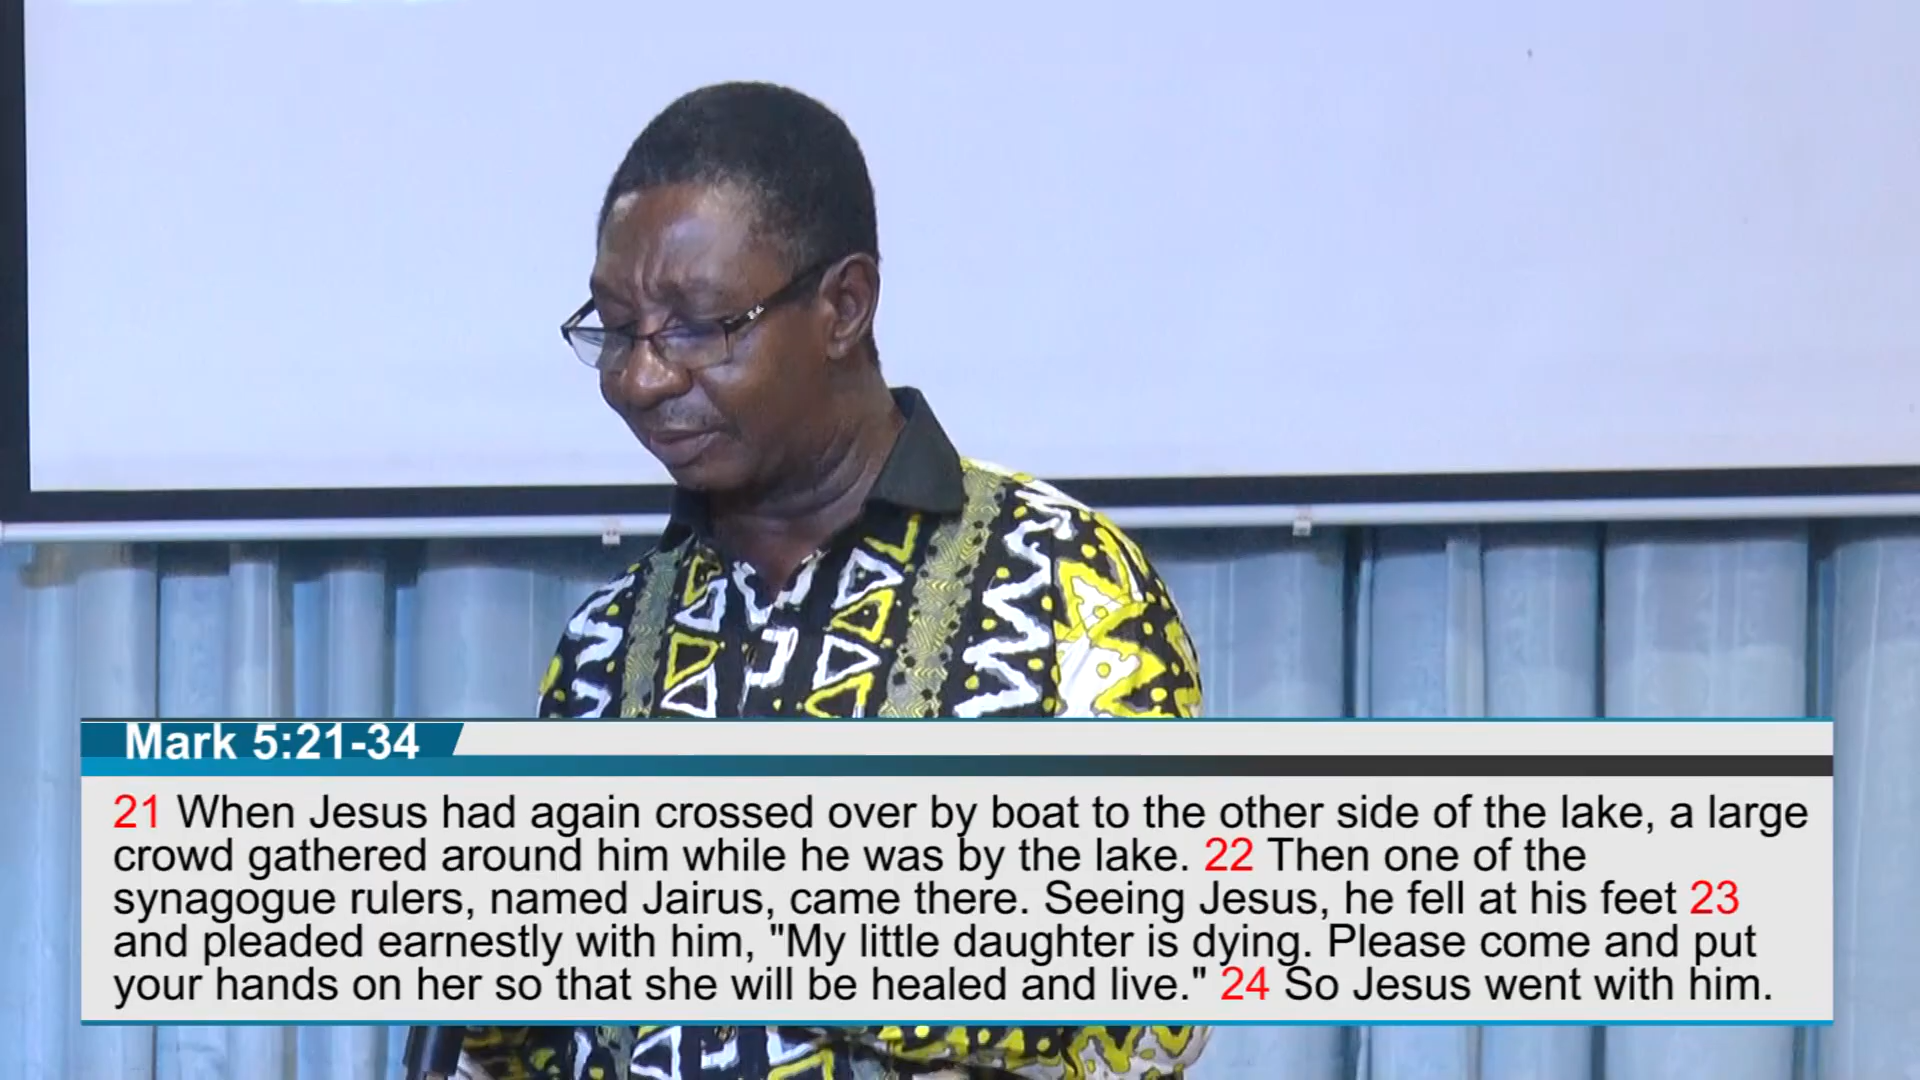 Mark 5:21-34
21 When Jesus had again crossed over by boat to the other side of the lake, a large
crowd gathered around him while he was by the lake. 22 Then one of the
synagogue rulers, named Jairus, came there. Seeing Jesus, he fell at his feet 23
and pleaded earnestly with him, "My little daughter is dying. Please come and put
your hands on her so that she will be healed and live." 24 So Jesus went with him.